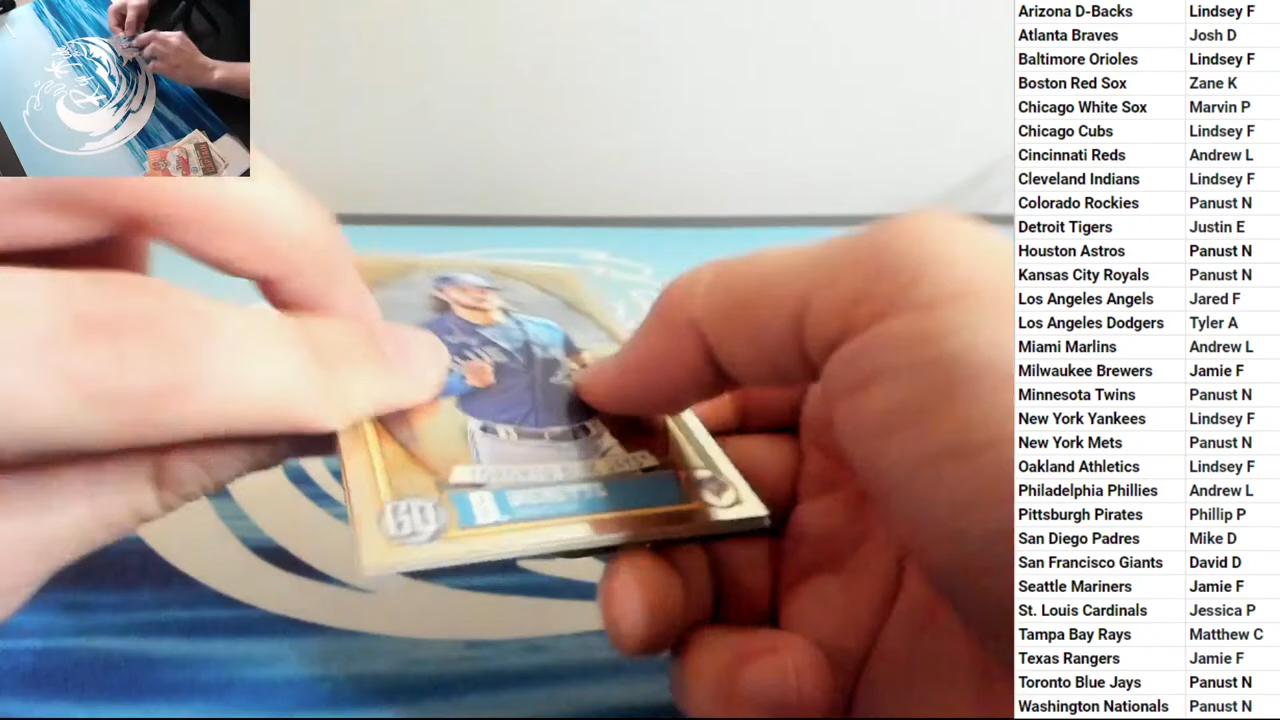 Arizona D-Backs Lindsey F
Atlanta Braves Josh D
Baltimore Orioles Lindsey F
Boston Red Sox Zane K
Chicago White Sox Marvin P
Chicago Cubs Lindsey F
Cincinnati Reds Andrew L
Cleveland Indians Lindsey F
Colorado Rockies Panust N
Detroit Tigers Justin E
Houston Astros Panust N
Kansas City Royals Panust N
Los Angeles Angels Jared F
Los Angeles Dodgers Tyler A
Miami Marlins Andrew L
Milwaukee Brewers Jamie F
Minnesota Twins Panust N
New York Yankees Lindsey F
New York Mets Panust N
Oakland Athletics Lindsey F
Philadelphia Phillies Andrew L
Pittsburgh Pirates Phillip P
San Diego Padres Mike D
San Francisco Giants David D
Seattle Mariners Jamie F
St. Louis Cardinals Jessica P
Tampa Bay Rays Matthew C
Texas Rangers Jamie F
Toronto Blue Jays Panust N
Washington Nationals Panust N
GQ